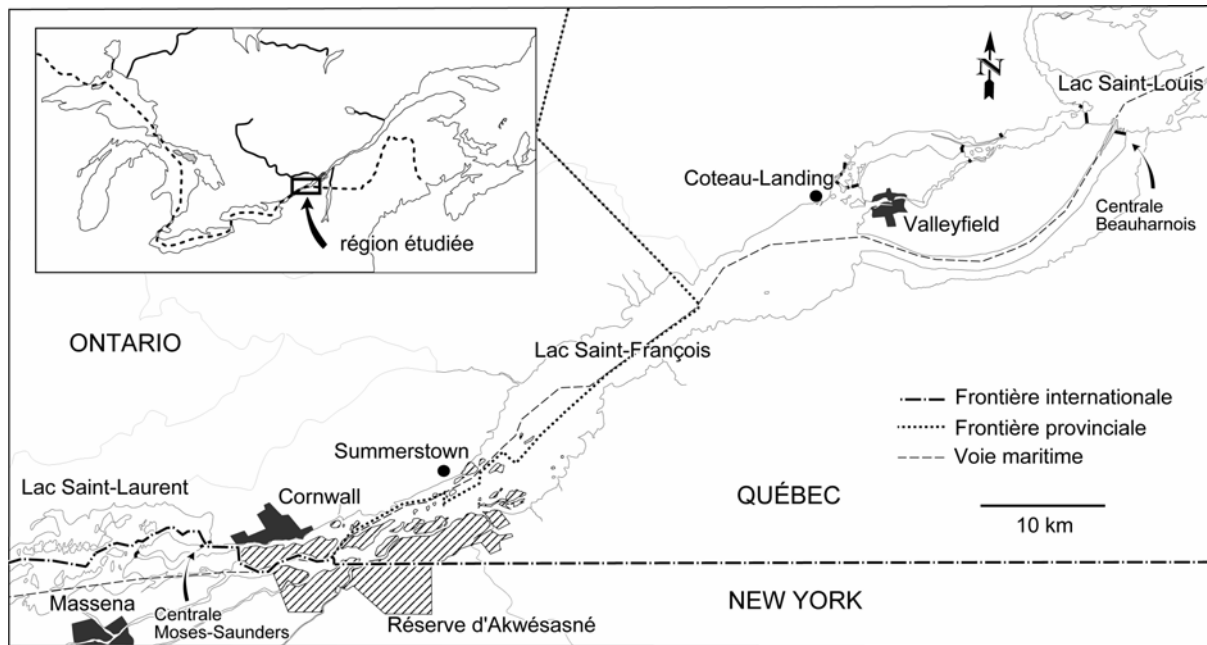 région étudiée
N
Lac Saint-Louis
Coteau-Landing
Valleyfield
Centrale
Beauharnois
ONTARIO
Lac Saint-François
Frontière internationale
Frontière provinciale
Voie maritime
Summerstown
Lac Saint-Laurent
Cornwall
QUÉBEC
10 km
Massena
Centrale
Moses-Saunders
Réserve d'Akwésasné
NEW YORK